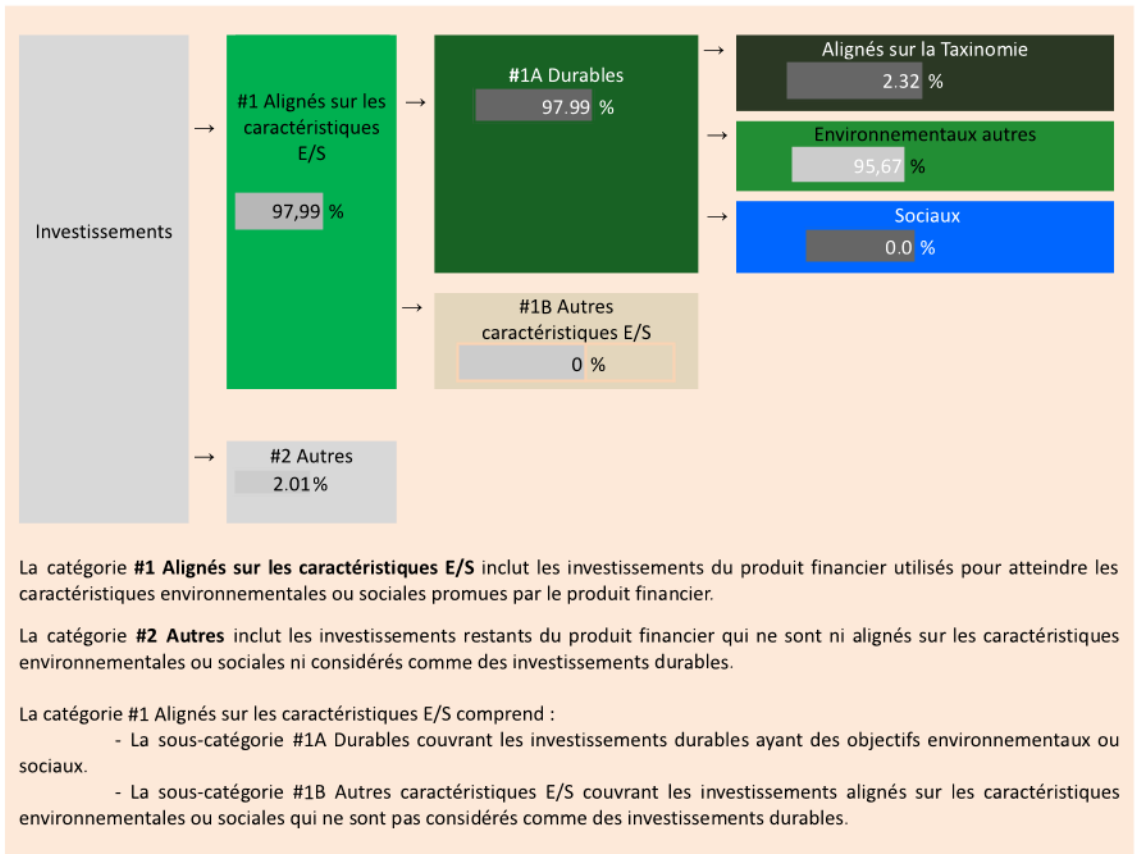 Investissements
→
#1 Alignés sur les
caractéristiques
E/S
97,99 %
→
#1A Durables
97.99 %
→
Alignés sur la Taxinomie
2.32 %
→
Environnementaux autres
95,67 %
→
Sociaux
0.0 %
→
#1B Autres
caractéristiques E/S
0 %
→
#2 Autres
2.01%
La catégorie #1 Alignés sur les caractéristiques E/S inclut les investissements du produit financier utilisés pour atteindre les
caractéristiques environnementales ou sociales promues par le produit financier.
La catégorie #2 Autres inclut les investissements restants du produit financier qui ne sont ni alignés sur les caractéristiques
environnementales ou sociales ni considérés comme des investissements durables.
La catégorie #1 Alignés sur les caractéristiques E/S comprend :
- La sous-catégorie #1A Durables couvrant les investissements durables ayant des objectifs environnementaux ou
sociaux.
- La sous-catégorie #1B Autres caractéristiques E/S couvrant les investissements alignés sur les caractéristiques
environnementales ou sociales qui ne sont pas considérés comme des investissements durables.